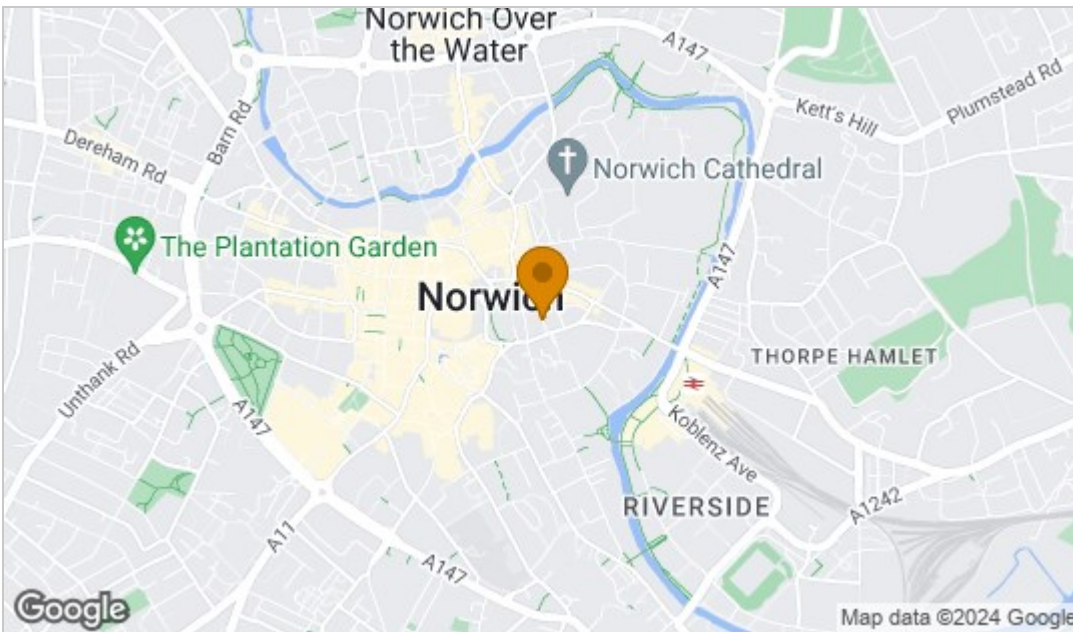 Norwich Over
the Water
A147
Kett's Hill
Plumstead Rd
Barn Rd
Dereham Rd
Norwich Cathedral
The Plantation Garden
A147
Norwich
THORPE HAMLET
Unthank Rd
A147
Koblenz Ave
RIVERSIDE
A1242
A11
A147
Google
Map data ©2024 Google